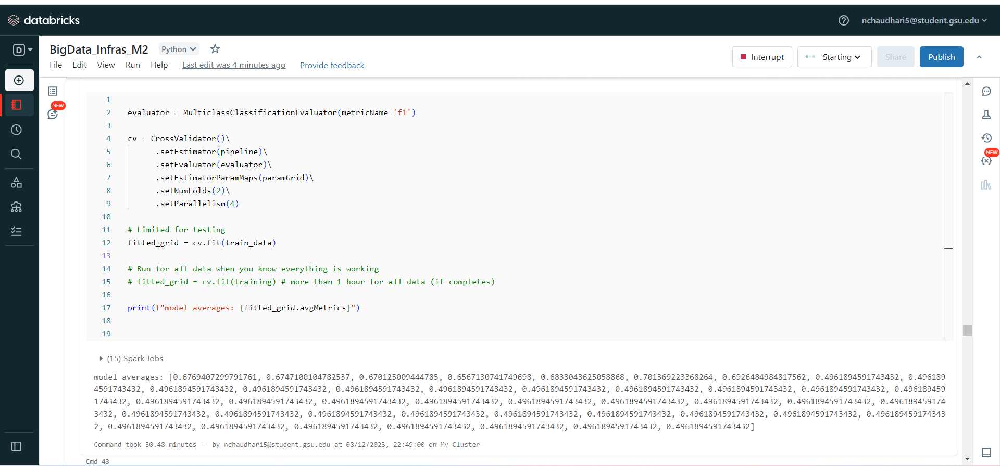 databricks
nchaudhari5@student.gsu.edu
D
BigData_Infras_M2 Python
Interrupt Starting Share Publish
File Edit View Run Help Last edit was 4 minutes ago Provide feedback
NEW
NEW
1
2 evaluator = MulticlassClassificationEvaluator(metricName='f1')
3
4 cv = CrossValidator()\
5 .setEstimator(pipeline)\
6 .setEvaluator(evaluator)\
7 .setEstimatorParamMaps(paramGrid)\
8 .setNumFolds(2)\
9 .setParallelism(4)
10
11 # Limited for testing
12 fitted_grid = cv.fit(train_data)
13
14 # Run for all data when you know everything is working
15 # fitted_grid = cv.fit(training) # more than 1 hour for all data (if completes)
16
17 print(f"model averages: {fitted_grid.avgMetrics}")
18
19
(15) Spark Jobs
model averages: [0.6769407299791761, 0.6747100104782537, 0.670125009444785, 0.6567130741749698, 0.6833043625058868, 0.701369223368264, 0.6926484984817562, 0.4961894591743432, 0.496189
4591743432, 0.4961894591743432, 0.4961894591743432, 0.4961894591743432, 0.4961894591743432, 0.4961894591743432, 0.4961894591743432, 0.4961894591743432, 0.4961894591743432, 0.49618945 91
1743432, 0.4961894591743432, 0.4961894591743432, 0.4961894591743432, 0.4961894591743432, 0.4961894591743432, 0.4961894591743432, 0.4961894591743432, 0.4961894591743432, 0.496189459174
3432, 0.4961894591743432, 0.4961894591743432, 0.4961894591743432, 0.4961894591743432, 0.4961894591743432, 0.4961894591743432, 0.4961894591743432, 0.4961894591743432, 0.496189459174343
2, 0.4961894591743432, 0.4961894591743432, 0.4961894591743432, 0.4961894591743432, 0.4961894591743432, 0.4961894591743432, 0.4961894591743432]
Command took 30.48 minutes -- by nchaudhari5@student.gsu.edu at 08/12/2023, 22:49:00 on My Cluster
Cmd 43